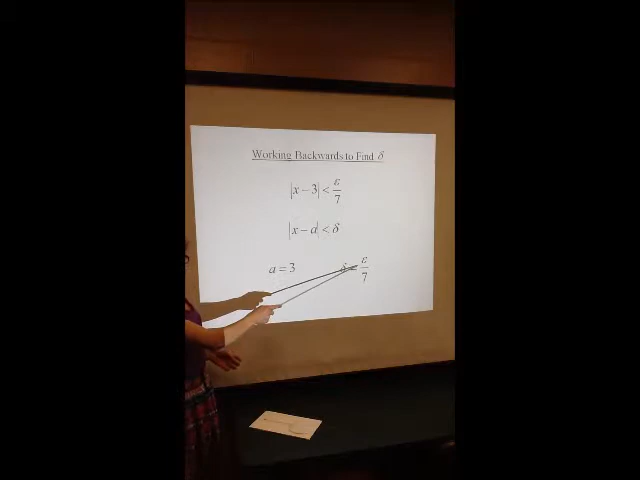 Working Backwards to Find δ
|x − 3| < ε/7
|x − a| < δ
a = 3 δ = ε/7